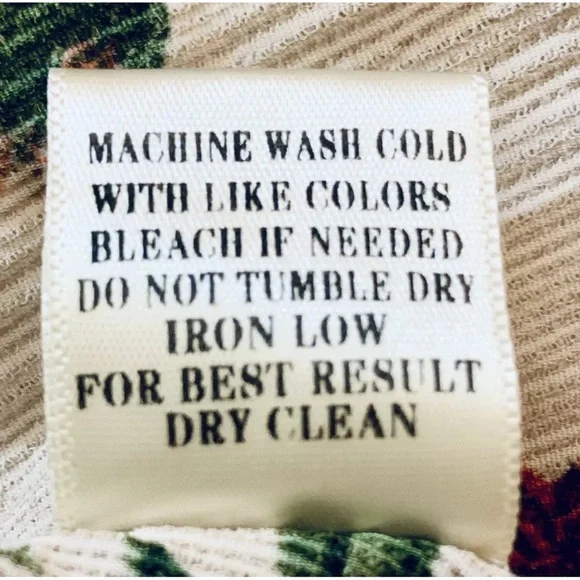 MACHINE WASH COLD
WITH LIKE COLORS
BLEACH IF NEEDED
DO NOT TUMBLE DRY
IRON LOW
FOR BEST RESULT
DRY CLEAN